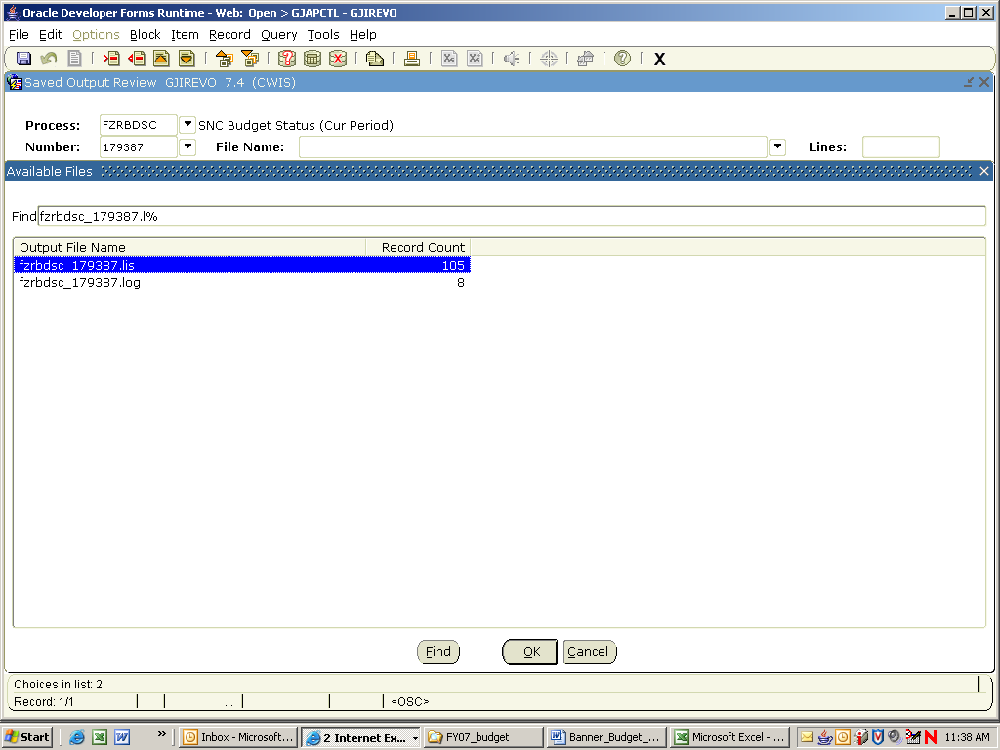 Oracle Developer Forms Runtime - Web: Open > GJAPCTL - GJIREVO
File Edit Options Block Item Record Query Tools Help
Saved Output Review GJIREVO 7.4 (CWIS)
Process: FZRBDSC SNC Budget Status (Cur Period)
Number: 179387 File Name: Lines:
Available Files
Find fzrbdsc_179387.l%
Output File Name Record Count
fzrbdsc_179387.lis 105
fzrbdsc_179387.log 8
Find OK Cancel
Choices in list: 2
Record: 1/1 ... <OSC>
Start » Inbox - Microsoft... 2 Internet Ex... FY07_budget Banner_Budget_... Microsoft Excel - ... 11:38 AM